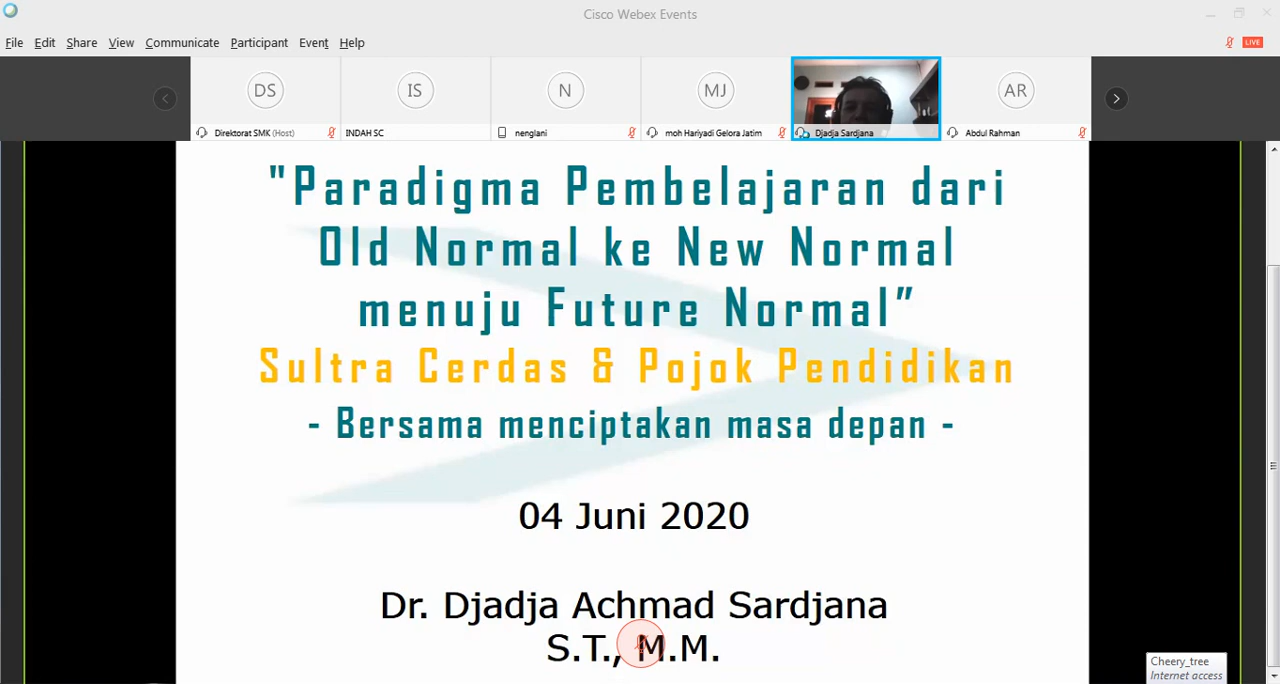 Cisco Webex Events
File Edit Share View Communicate Participant Event Help
LIVE
DS IS N MJ AR
Direktorat SMK (Host) INDAH SC nenglani moh Hariyadi Gelora Jatim Djadja Sardjana Abdul Rahman
"Paradigma Pembelajaran dari
Old Normal ke New Normal
menuju Future Normal”
Sultra Cerdas & Pojok Pendidikan
- Bersama menciptakan masa depan -
04 Juni 2020
Dr. Djadja Achmad Sardjana
S.T., M.M.
Cheery_tree
Internet access